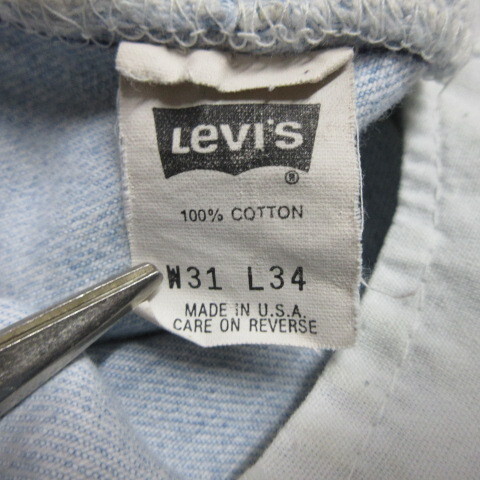 Levi's
®
100% COTTON
W31 L34
MADE IN U.S.A.
CARE ON REVERSE